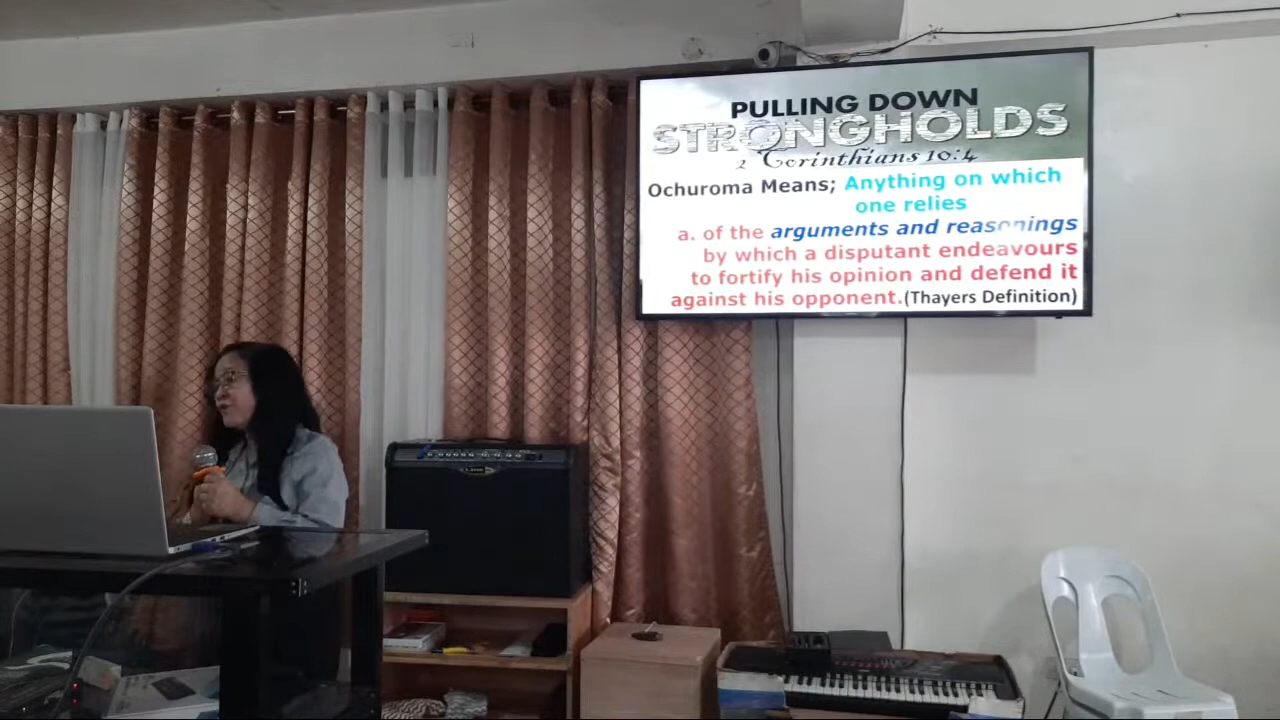 PULLING DOWN
STRONGHOLDS
2 Corinthians 10:4
Ochuroma Means; Anything on which
one relies
a. of the arguments and reasonings
by which a disputant endeavours
to fortify his opinion and defend it
against his opponent.(Thayers Definition)